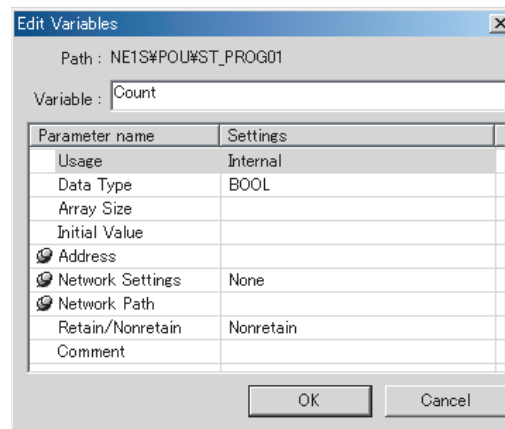 Edit Variables
Path : NE1S¥POU¥ST_PROG01
Variable : Count
Parameter name Settings
Usage Internal
Data Type BOOL
Array Size
Initial Value
Address
Network Settings None
Network Path
Retain/Nonretain Nonretain
Comment
OK Cancel